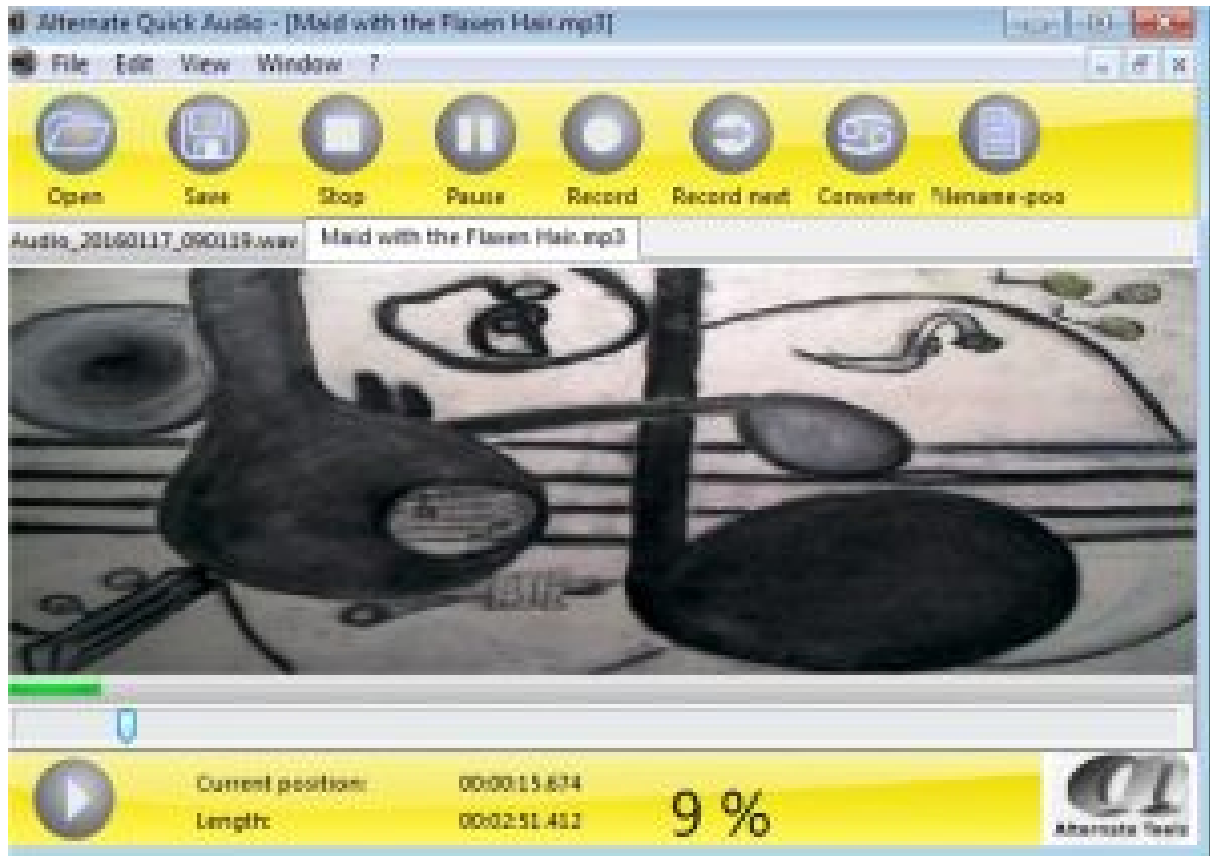 Alternate Quick Audio - [Maid with the Flaxen Hair.mp3]
File Edit View Window ?
Open Save Stop Pause Record Record next Converter Filename-poo
Audio_20160117_090119.wav Maid with the Flaxen Hair.mp3
Current position: 00:00:15.674
Length: 00:02:51.412
9 %
Alternate Tools